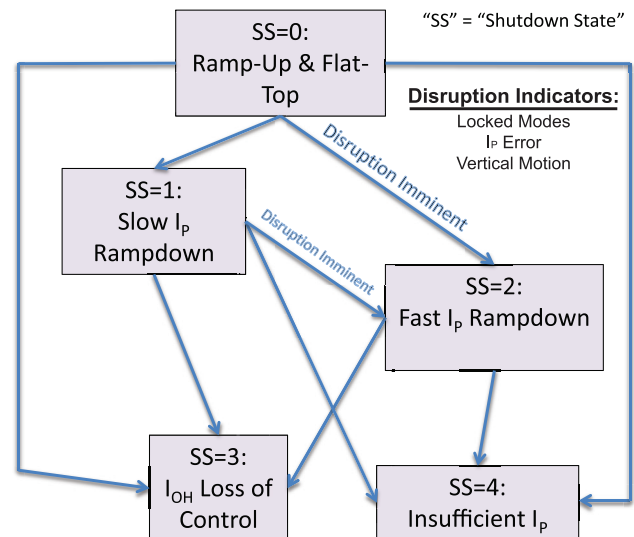 SS=0:
Ramp-Up & Flat-
Top
“SS” = “Shutdown State”
Disruption Indicators:
Locked Modes
IP Error
Vertical Motion
Disruption Imminent
SS=1:
Slow IP
Rampdown
Disruption Imminent
SS=2:
Fast IP Rampdown
SS=3:
IOH Loss of
Control
SS=4:
Insufficient IP